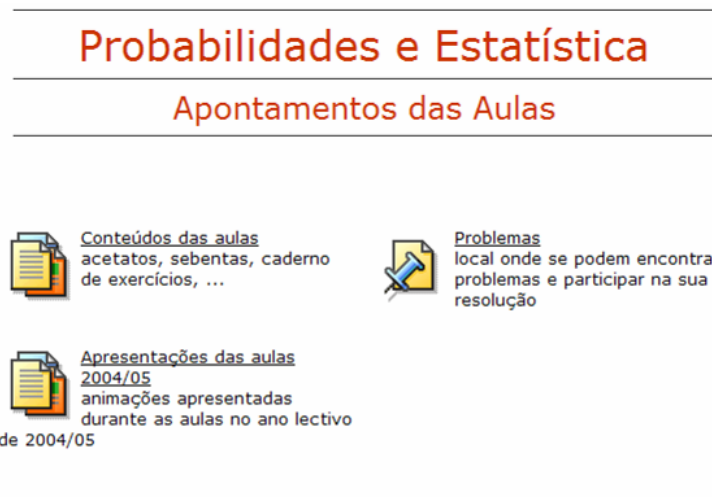 Probabilidades e Estatística
Apontamentos das Aulas
Conteúdos das aulas
acetatos, sebentas, caderno
de exercícios, ...
Problemas
local onde se podem encontra
problemas e participar na sua
resolução
Apresentações das aulas
2004/05
animações apresentadas
durante as aulas no ano lectivo
de 2004/05